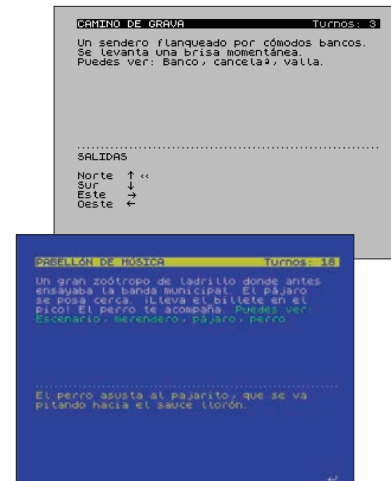 CAMINO DE GRAVA Turnos: 3
Un sendero flanqueado por cómodos bancos.
Se levanta una brisa momentánea.
Puedes ver: Banco, cancelaª, valla.
SALIDAS
Norte ↑ <<
Sur ↓
Este →
Oeste ←
PABELLÓN DE MÚSICA Turnos: 18
Un gran zoótropo de ladrillo donde antes
ensayaba la banda municipal. El pájaro
se posa cerca. ¡Lleva el billete en el
pico! El perro te acompaña. Puedes ver:
Escenario, merendero, pájaro, perro.
El perro asusta al pajarito, que se va
pitando hacia el sauce llorón.